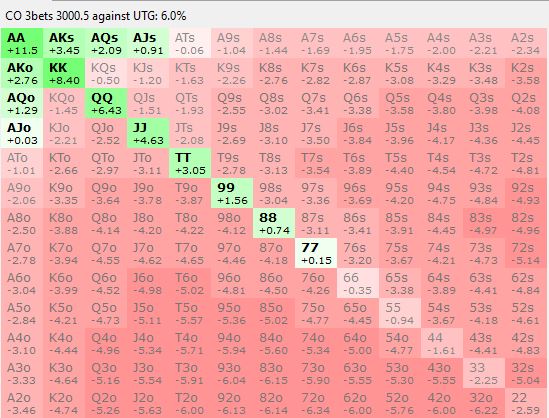 CO 3bets 3000.5 against UTG: 6.0%
AA AKs AQs AJs ATs A9s A8s A7s A6s A5s A4s A3s A2s
+11.5 +3.45 +2.09 +0.91 -0.06 -1.04 -1.44 -1.69 -1.95 -1.75 -2.00 -2.21 -2.34
AKo KK KQs KJs KTs K9s K8s K7s K6s K5s K4s K3s K2s
+2.76 +8.40 -0.50 -1.20 -1.63 -2.26 -2.76 -2.82 -2.87 -3.08 -3.29 -3.48 -3.58
AQo KQo QQ QJs QTs Q9s Q8s Q7s Q6s Q5s Q4s Q3s Q2s
+1.29 -1.45 +6.43 -1.51 -1.93 -2.55 -3.02 -3.41 -3.38 -3.58 -3.80 -3.98 -4.08
AJo KJo QJo JJ JTs J9s J8s J7s J6s J5s J4s J3s J2s
+0.03 -2.21 -2.52 +4.63 -2.08 -2.69 -3.10 -3.50 -3.84 -3.96 -4.17 -4.36 -4.45
ATo KTo QTo JTo TT T9s T8s T7s T6s T5s T4s T3s T2s
-1.01 -2.66 -2.97 -3.11 +3.05 -2.78 -3.13 -3.54 -3.89 -4.40 -4.54 -4.72 -4.81
A9o K9o Q9o J9o T9o 99 98s 97s 96s 95s 94s 93s 92s
-2.06 -3.35 -3.64 -3.78 -3.87 +1.56 -3.04 -3.36 -3.69 -4.20 -4.75 -4.84 -4.93
A8o K8o Q8o J8o T8o 98o 88 87s 86s 85s 84s 83s 82s
-2.50 -3.88 -4.14 -4.20 -4.22 -4.12 +0.74 -3.11 -3.41 -3.91 -4.45 -4.97 -4.96
A7o K7o Q7o J7o T7o 97o 87o 77 76s 75s 74s 73s 72s
-2.78 -3.94 -4.55 -4.62 -4.65 -4.46 -4.18 +0.15 -3.20 -3.67 -4.21 -4.73 -5.14
A6o K6o Q6o J6o T6o 96o 86o 76o 66 65s 64s 63s 62s
-3.04 -3.99 -4.52 -4.98 -5.02 -4.81 -4.50 -4.26 -0.35 -3.38 -3.89 -4.41 -4.84
A5o K5o Q5o J5o T5o 95o 85o 75o 65o 55 54s 53s 52s
-2.84 -4.21 -4.73 -5.11 -5.57 -5.36 -5.02 -4.77 -4.45 -0.94 -3.67 -4.18 -4.61
A4o K4o Q4o J4o T4o 94o 84o 74o 64o 54o 44 43s 42s
-3.10 -4.44 -4.96 -5.34 -5.71 -5.94 -5.60 -5.34 -5.00 -4.77 -1.61 -4.41 -4.83
A3o K3o Q3o J3o T3o 93o 83o 73o 63o 53o 43o 33 32s
-3.33 -4.64 -5.16 -5.54 -5.91 -6.04 -6.15 -5.90 -5.55 -5.30 -5.55 -2.25 -5.04
A2o K2o Q2o J2o T2o 92o 82o 72o 62o 52o 42o 32o 22
-3.46 -4.74 -5.26 -5.63 -6.00 -6.13 -6.14 -6.34 -6.00 -5.76 -6.00 -6.22 -2.59